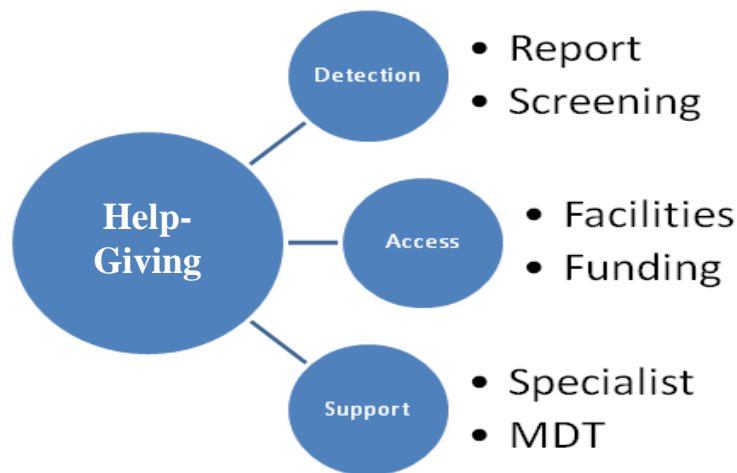 Detection
• Report
• Screening
Help-
Giving
Access
• Facilities
• Funding
Support
• Specialist
• MDT